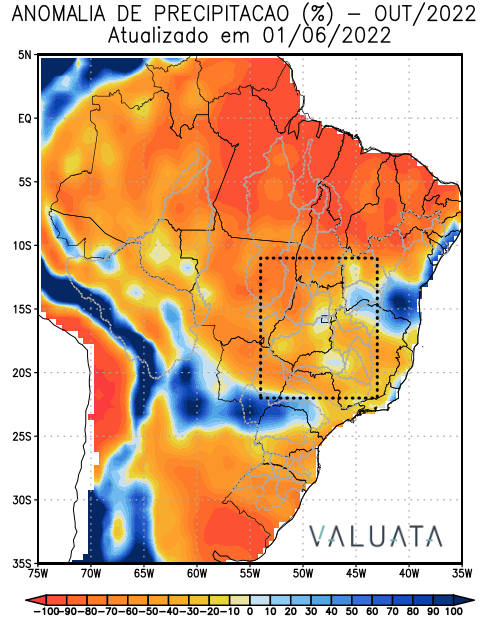 ANOMALIA DE PRECIPITACAO (%) – OUT/2022
Atualizado em 01/06/2022
5N
EQ
5S
10S
15S
20S
25S
30S
35S
VALUATA
75W 70W 65W 60W 55W 50W 45W 40W 35W
−100 −90 −80 −70 −60 −50 −40 −30 −20 −10 0 10 20 30 40 50 60 70 80 90 100